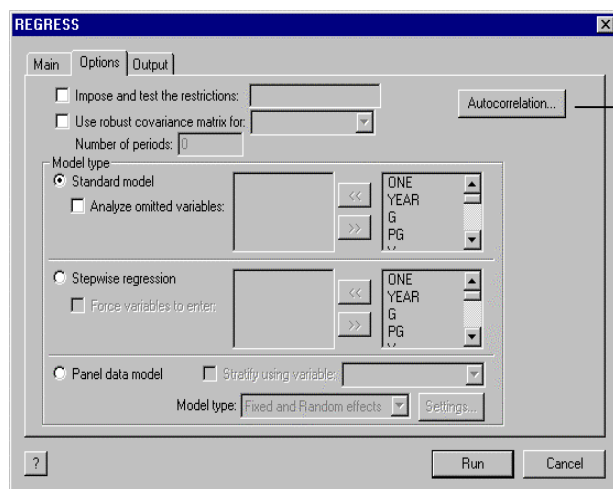 REGRESS
Main Options Output
Impose and test the restrictions:
Autocorrelation...
Use robust covariance matrix for:
Number of periods: 0
Model type
Standard model
Analyze omitted variables:
<<
>>
ONE
YEAR
G
PG
Stepwise regression
Force variables to enter:
<<
>>
ONE
YEAR
G
PG
Panel data model
Stratify using variable:
Model type: Fixed and Random effects
Settings...
?
Run
Cancel